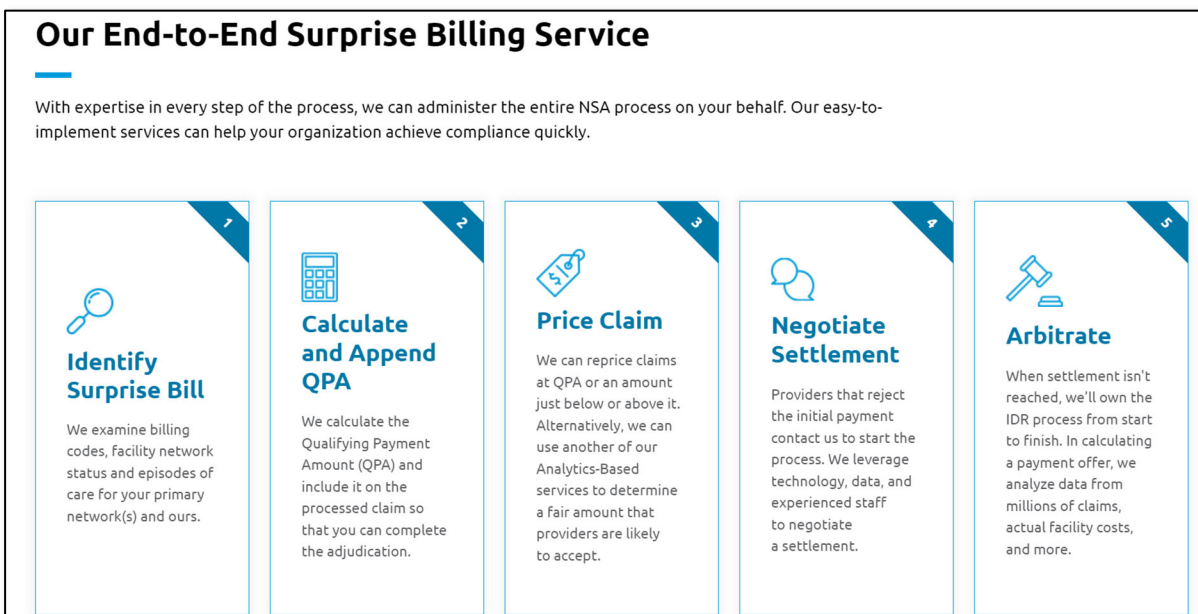 Our End-to-End Surprise Billing Service
With expertise in every step of the process, we can administer the entire NSA process on your behalf. Our easy-to-
implement services can help your organization achieve compliance quickly.
1
Identify
Surprise Bill
We examine billing
codes, facility network
status and episodes of
care for your primary
network(s) and ours.
2
Calculate
and Append
QPA
We calculate the
Qualifying Payment
Amount (QPA) and
include it on the
processed claim so
that you can complete
the adjudication.
3
$
Price Claim
We can reprice claims
at QPA or an amount
just below or above it.
Alternatively, we can
use another of our
Analytics-Based
services to determine
a fair amount that
providers are likely
to accept.
4
Negotiate
Settlement
Providers that reject
the initial payment
contact us to start the
process. We leverage
technology, data, and
experienced staff
to negotiate
a settlement.
5
Arbitrate
When settlement isn't
reached, we'll own the
IDR process from start
to finish. In calculating
a payment offer, we
analyze data from
millions of claims,
actual facility costs,
and more.